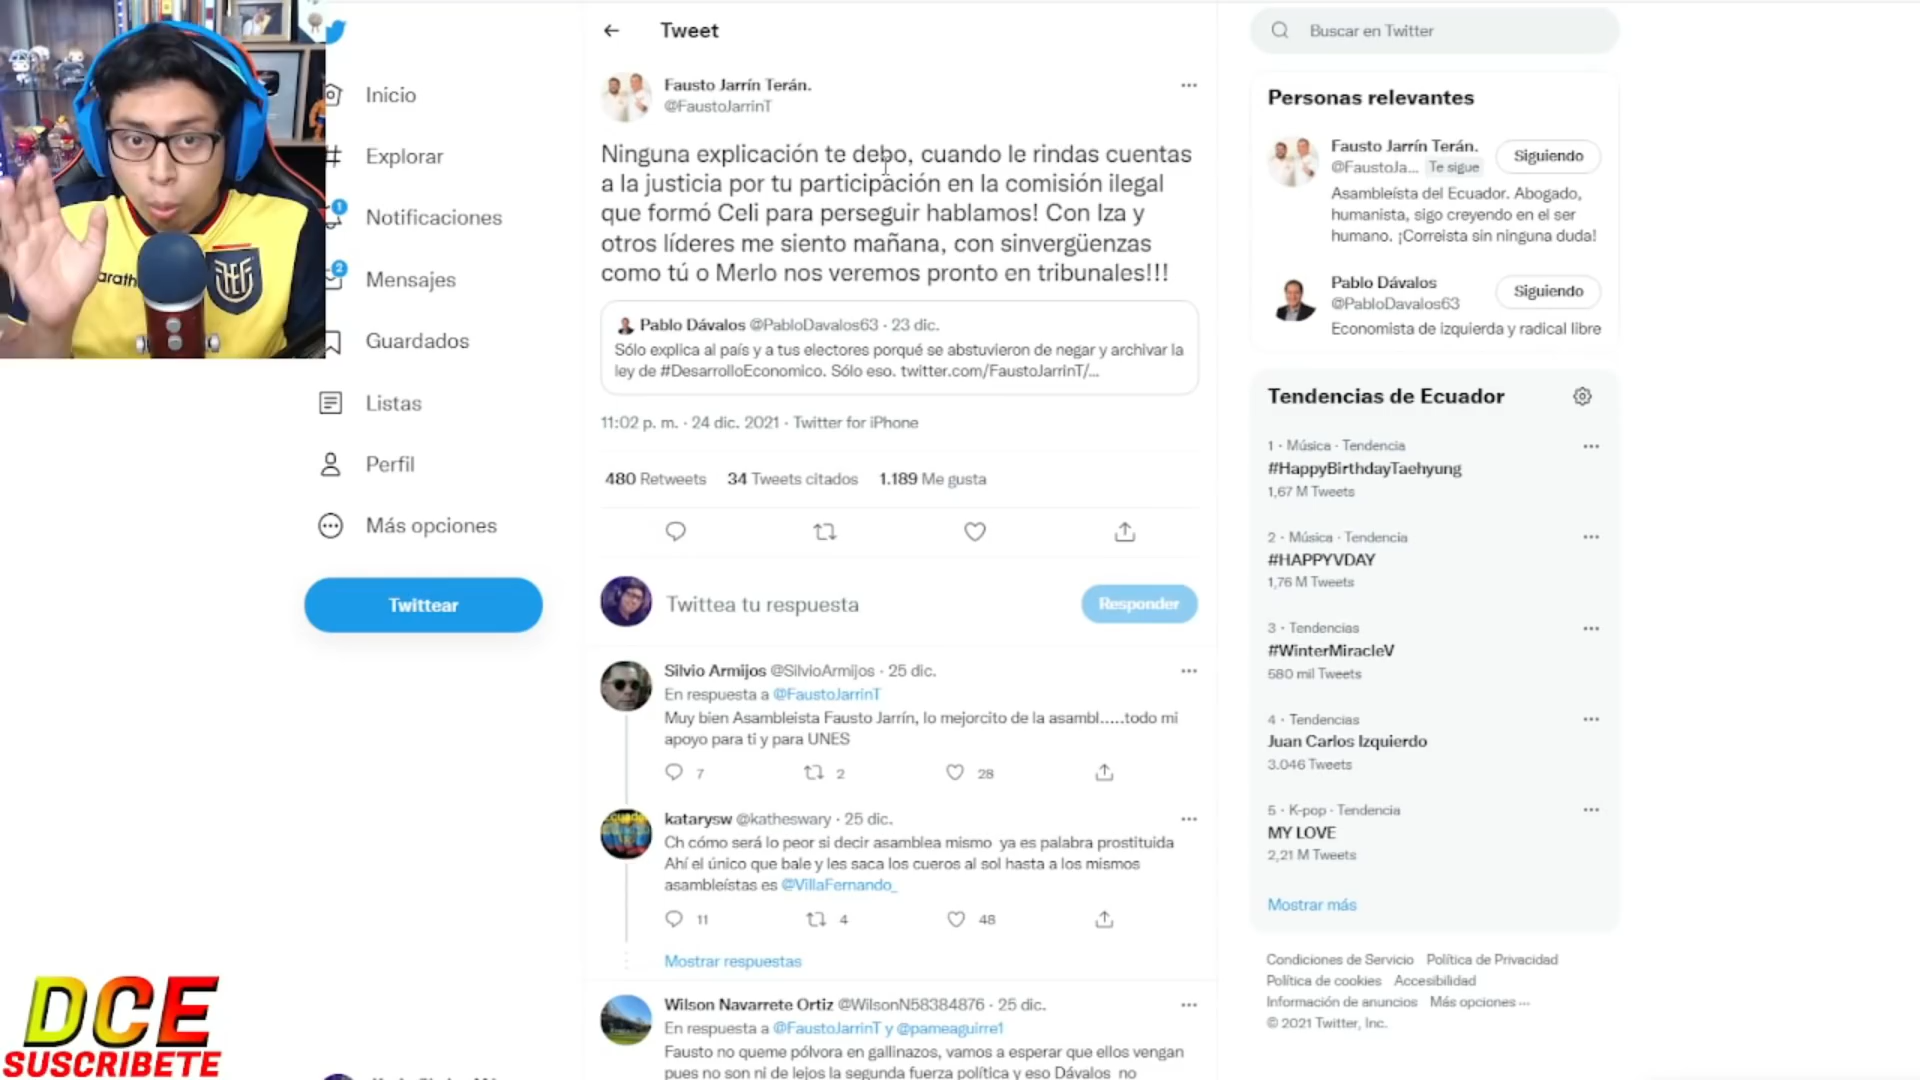 Inicio
Explorar
Notificaciones
1
Mensajes
2
Guardados
Listas
Perfil
Más opciones
Twittear
DCE
SUSCRIBETE
Tweet
Fausto Jarrín Terán.
@FaustoJarrinT
Ninguna explicación te debo, cuando le rindas cuentas
a la justicia por tu participación en la comisión ilegal
que formó Celi para perseguir hablamos! Con Iza y
otros líderes me siento mañana, con sinvergüenzas
como tú o Merlo nos veremos pronto en tribunales!!!
Pablo Dávalos @PabloDavalos63 · 23 dic.
Sólo explica al país y a tus electores porqué se abstuvieron de negar y archivar la
ley de #DesarrolloEconomico. Sólo eso. twitter.com/FaustoJarrinT/...
11:02 p. m. · 24 dic. 2021 · Twitter for iPhone
480 Retweets 34 Tweets citados 1.189 Me gusta
Twittea tu respuesta
Responder
Silvio Armijos @SilvioArmijos · 25 dic.
En respuesta a @FaustoJarrinT
Muy bien Asambleista Fausto Jarrín, lo mejorcito de la asambl.....todo mi
apoyo para ti y para UNES
7 2 28
katarysw @katheswary · 25 dic.
Ch cómo será lo peor si decir asamblea mismo ya es palabra prostituida
Ahí el único que bale y les saca los cueros al sol hasta a los mismos
asambleístas es @VillaFernando_
11 4 48
Mostrar respuestas
Wilson Navarrete Ortiz @WilsonN58384876 · 25 dic.
En respuesta a @FaustoJarrinT y @pameaguirre1
Fausto no queme pólvora en gallinazos, vamos a esperar que ellos vengan
pues no son ni de lejos la segunda fuerza política y eso Dávalos no
Buscar en Twitter
Personas relevantes
Fausto Jarrín Terán.
@FaustoJa... Te sigue
Siguiendo
Asambleísta del Ecuador. Abogado,
humanista, sigo creyendo en el ser
humano. ¡Correista sin ninguna duda!
Pablo Dávalos
@PabloDavalos63
Siguiendo
Economista de izquierda y radical libre
Tendencias de Ecuador
1 · Música · Tendencia
#HappyBirthdayTaehyung
1,67 M Tweets
2 · Música · Tendencia
#HAPPYVDAY
1,76 M Tweets
3 · Tendencias
#WinterMiracleV
580 mil Tweets
4 · Tendencias
Juan Carlos Izquierdo
3.046 Tweets
5 · K-pop · Tendencia
MY LOVE
2,21 M Tweets
Mostrar más
Condiciones de Servicio Política de Privacidad
Política de cookies Accesibilidad
Información de anuncios Más opciones ···
© 2021 Twitter, Inc.